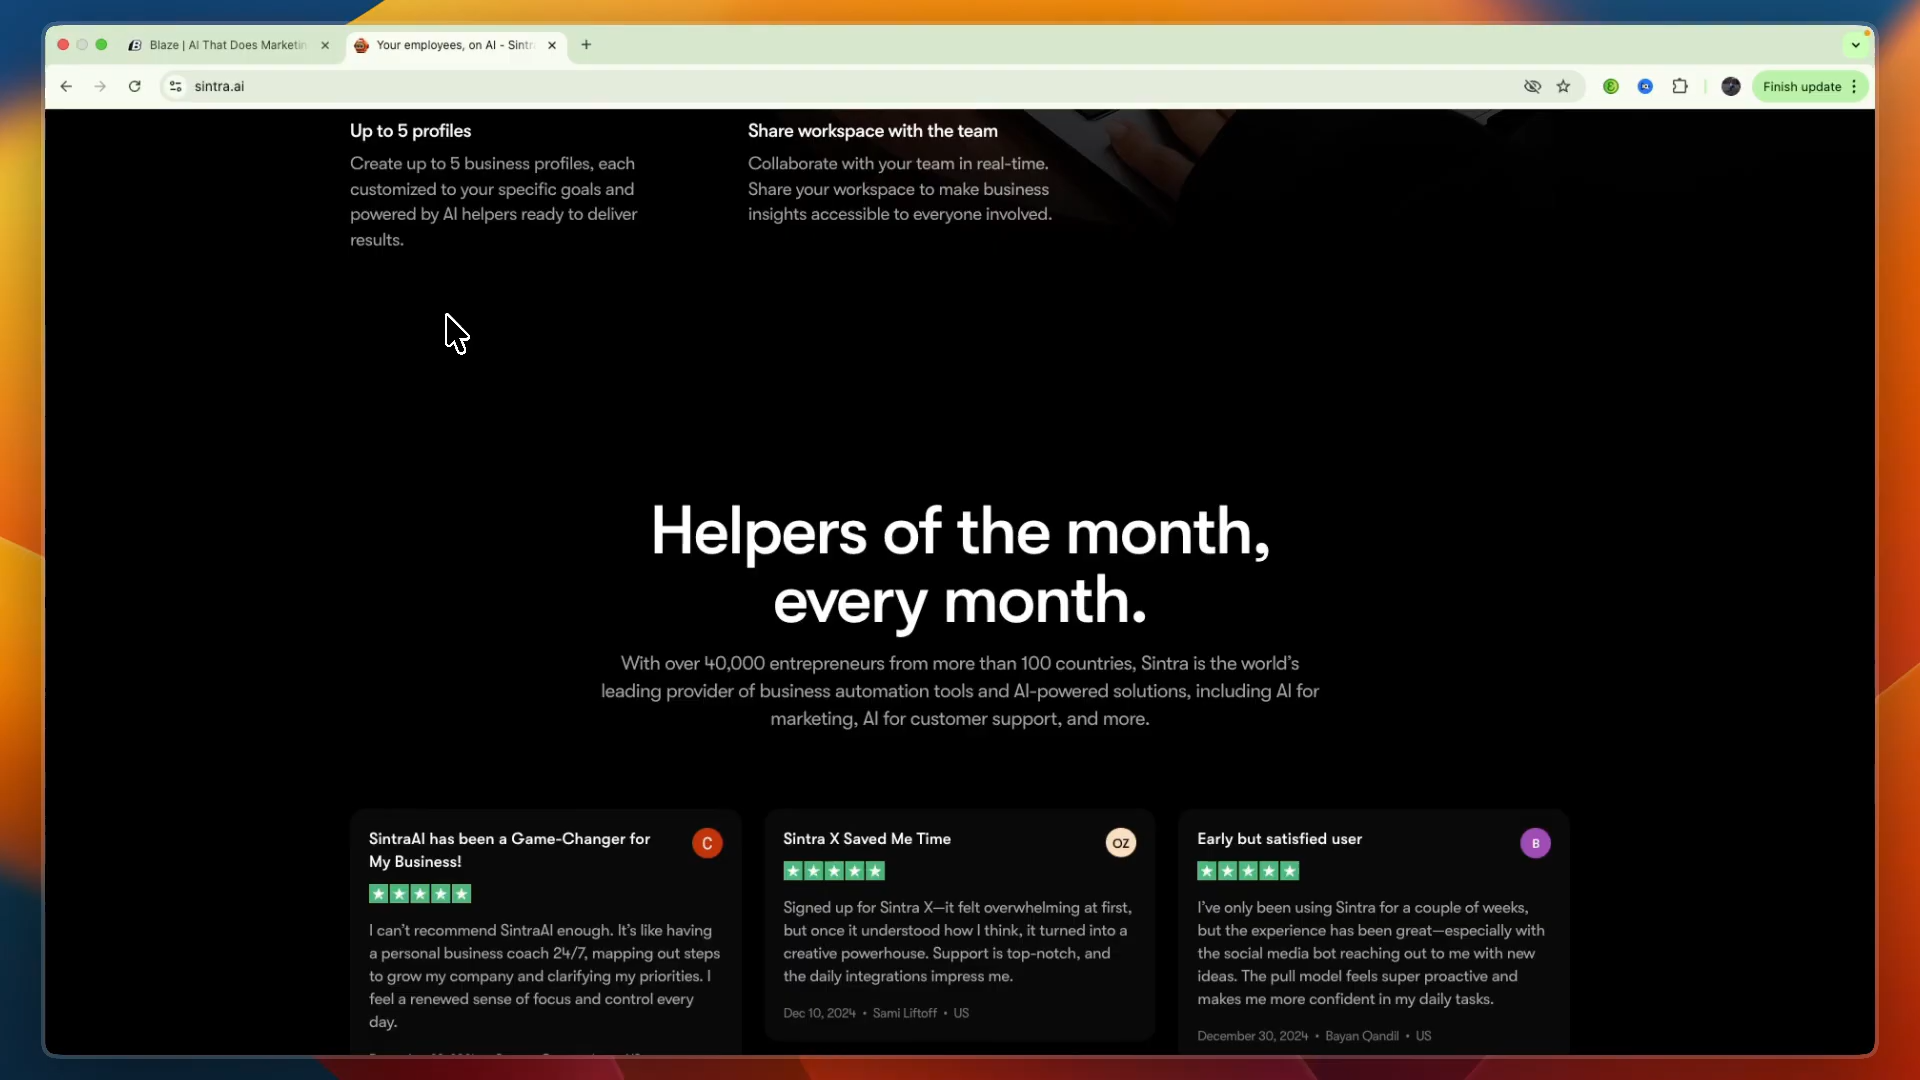 Blaze | AI That Does Marketin
Your employees, on AI - Sintr
sintra.ai
Finish update
Up to 5 profiles
Create up to 5 business profiles, each
customized to your specific goals and
powered by AI helpers ready to deliver
results.
Share workspace with the team
Collaborate with your team in real-time.
Share your workspace to make business
insights accessible to everyone involved.
Helpers of the month,
every month.
With over 40,000 entrepreneurs from more than 100 countries, Sintra is the world's
leading provider of business automation tools and AI-powered solutions, including AI for
marketing, AI for customer support, and more.
SintraAI has been a Game-Changer for
My Business!
C
I can't recommend SintraAI enough. It's like having
a personal business coach 24/7, mapping out steps
to grow my company and clarifying my priorities. I
feel a renewed sense of focus and control every
day.
Sintra X Saved Me Time
OZ
Signed up for Sintra X—it felt overwhelming at first,
but once it understood how I think, it turned into a
creative powerhouse. Support is top-notch, and
the daily integrations impress me.
Dec 10, 2024 • Sami Liftoff • US
Early but satisfied user
B
I've only been using Sintra for a couple of weeks,
but the experience has been great—especially with
the social media bot reaching out to me with new
ideas. The pull model feels super proactive and
makes me more confident in my daily tasks.
December 30, 2024 • Bayan Qandil • US